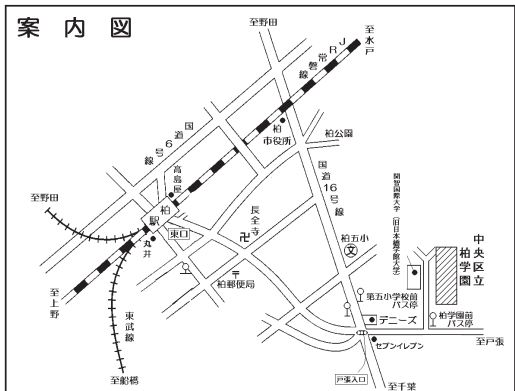 案内図
至野田
至水戸
JR常磐線
国道6号線
柏市役所
柏公園
国道16号線
高島屋
柏駅
東口
丸井
長全寺
柏郵便局
柏五小
文
開智国際大学(旧日本橋学館大学)
中央区立柏学園
第五小学校前
バス停
デニーズ
柏学園前
バス停
セブンイレブン
戸張入口
至戸張
至千葉
至野田
至上野
東武線
至船橋